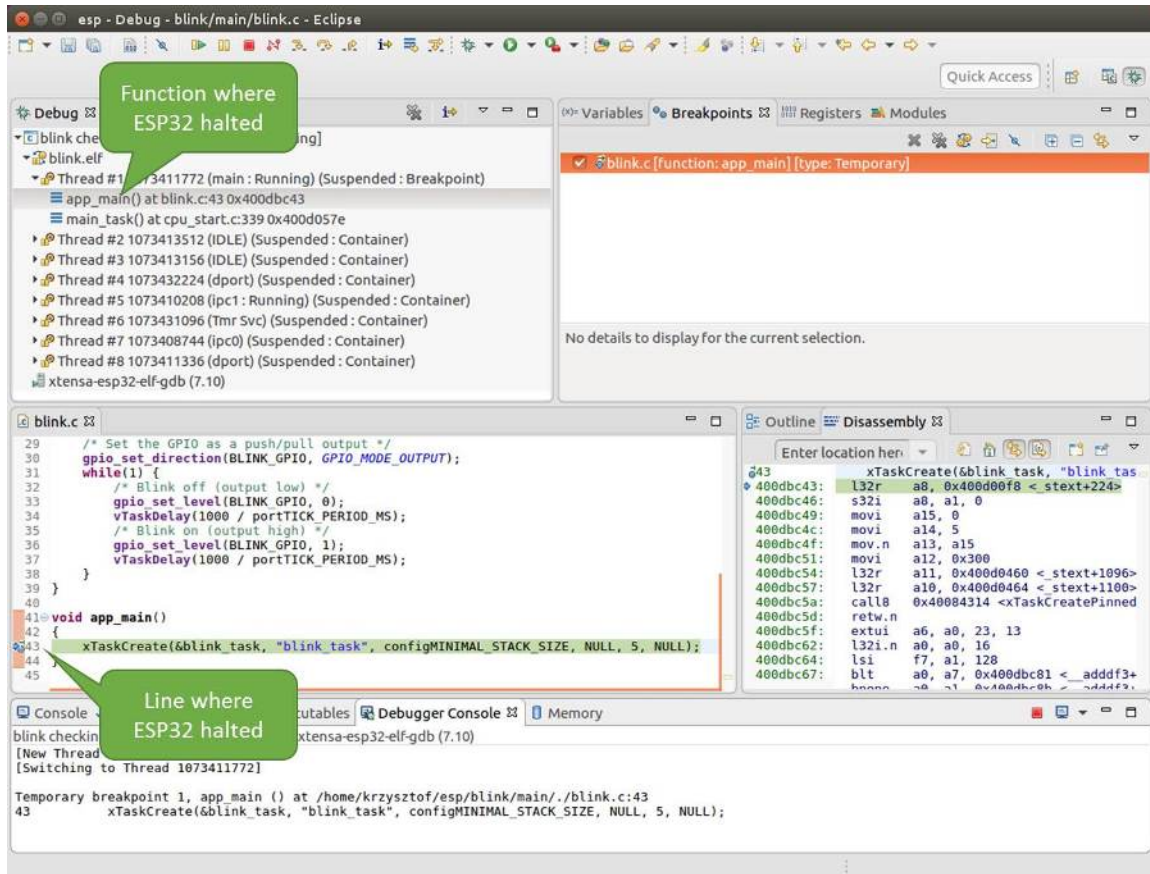 esp - Debug - blink/main/blink.c - Eclipse
Quick Access
Function where
ESP32 halted
Debug
blink che
ing]
blink.elf
Thread #1 1073411772 (main : Running) (Suspended : Breakpoint)
app_main() at blink.c:43 0x400dbc43
main_task() at cpu_start.c:339 0x400d057e
Thread #2 1073413512 (IDLE) (Suspended : Container)
Thread #3 1073413156 (IDLE) (Suspended : Container)
Thread #4 1073432224 (dport) (Suspended : Container)
Thread #5 1073410208 (ipc1 : Running) (Suspended : Container)
Thread #6 1073431096 (Tmr Svc) (Suspended : Container)
Thread #7 1073408744 (ipc0) (Suspended : Container)
Thread #8 1073411336 (dport) (Suspended : Container)
xtensa-esp32-elf-gdb (7.10)
(x)= Variables Breakpoints Registers Modules
blink.c [function: app_main] [type: Temporary]
No details to display for the current selection.
blink.c
29 /* Set the GPIO as a push/pull output */
30 gpio_set_direction(BLINK_GPIO, GPIO_MODE_OUTPUT);
31 while(1) {
32 /* Blink off (output low) */
33 gpio_set_level(BLINK_GPIO, 0);
34 vTaskDelay(1000 / portTICK_PERIOD_MS);
35 /* Blink on (output high) */
36 gpio_set_level(BLINK_GPIO, 1);
37 vTaskDelay(1000 / portTICK_PERIOD_MS);
38 }
39 }
40
41 void app_main()
42 {
43 xTaskCreate(&blink_task, "blink_task", configMINIMAL_STACK_SIZE, NULL, 5, NULL);
44 }
45
Outline Disassembly
Enter location her
43 xTaskCreate(&blink_task, "blink_tas
400dbc43: l32r a8, 0x400d00f8 <_stext+224>
400dbc46: s32i a8, a1, 0
400dbc49: movi a15, 0
400dbc4c: movi a14, 5
400dbc4f: mov.n a13, a15
400dbc51: movi a12, 0x300
400dbc54: l32r a11, 0x400d0460 <_stext+1096>
400dbc57: l32r a10, 0x400d0464 <_stext+1100>
400dbc5a: call8 0x40084314 <xTaskCreatePinned
400dbc5d: retw.n
400dbc5f: extui a6, a0, 23, 13
400dbc62: l32i.n a0, a0, 16
400dbc64: lsi f7, a1, 128
400dbc67: blt a0, a7, 0x400dbc81 <__adddf3+
Line where
ESP32 halted
Console
cutables Debugger Console Memory
blink checkin
xtensa-esp32-elf-gdb (7.10)
[New Thread
[Switching to Thread 1073411772]
Temporary breakpoint 1, app_main () at /home/krzysztof/esp/blink/main/./blink.c:43
43 xTaskCreate(&blink_task, "blink_task", configMINIMAL_STACK_SIZE, NULL, 5, NULL);